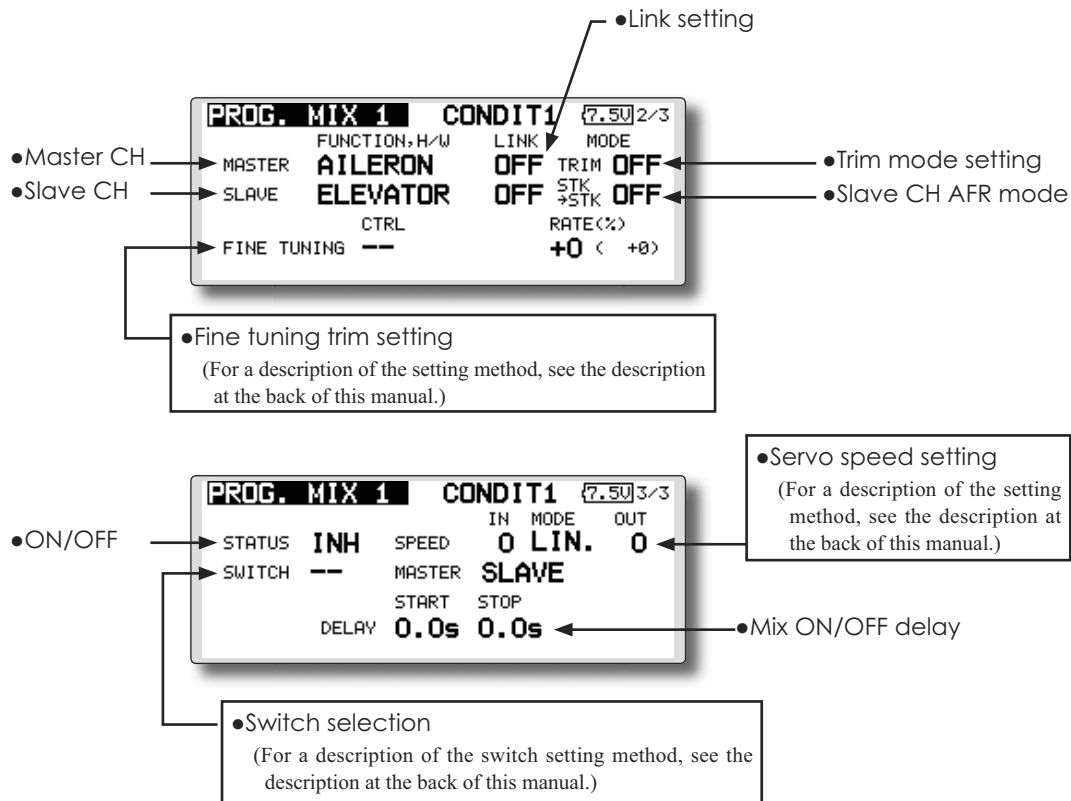 ●Link setting
PROG. MIX 1 CONDIT1 7.5V 2/3
FUNCTION,H/W LINK MODE
●Master CH
MASTER AILERON OFF TRIM OFF
●Trim mode setting
●Slave CH
SLAVE ELEVATOR OFF STK→STK OFF
●Slave CH AFR mode
CTRL RATE(%)
FINE TUNING -- +0 ( +0)
●Fine tuning trim setting
(For a description of the setting method, see the description
at the back of this manual.)
●Servo speed setting
(For a description of the setting
method, see the description at
the back of this manual.)
PROG. MIX 1 CONDIT1 7.5V 3/3
IN MODE OUT
●ON/OFF
STATUS INH SPEED 0 LIN. 0
SWITCH -- MASTER SLAVE
START STOP
DELAY 0.0s 0.0s
●Mix ON/OFF delay
●Switch selection
(For a description of the switch setting method, see the
description at the back of this manual.)